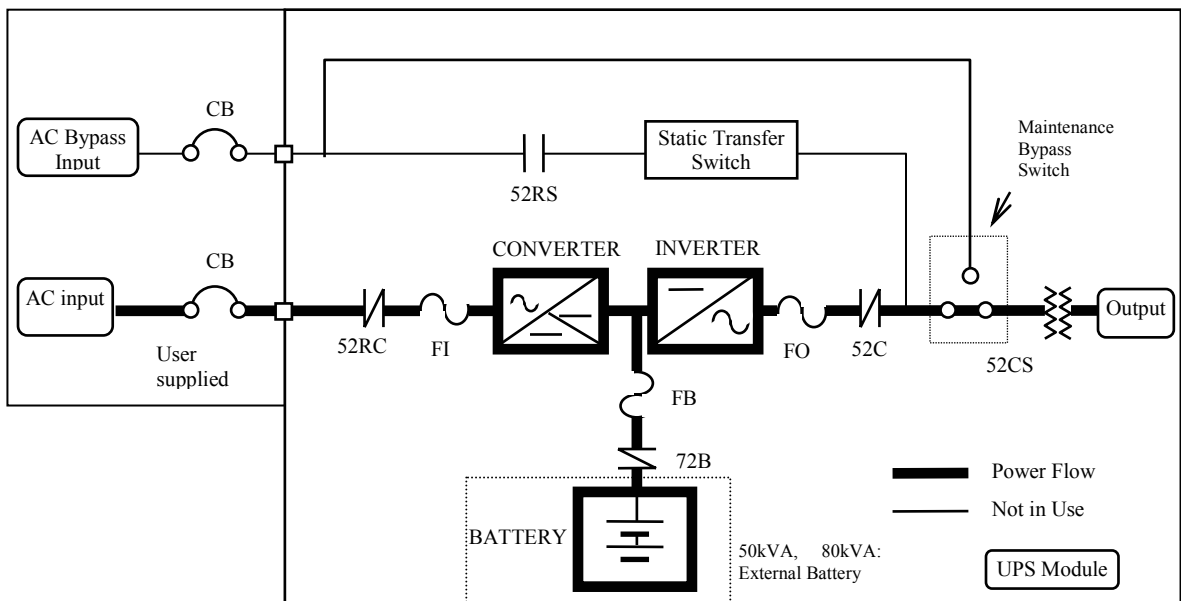 CB
AC Bypass
Input
52RS
Static Transfer
Switch
Maintenance
Bypass
Switch
AC input
CB
User
supplied
52RC
FI
CONVERTER
INVERTER
FO
52C
52CS
Output
FB
72B
BATTERY
50kVA, 80kVA:
External Battery
Power Flow
Not in Use
UPS Module